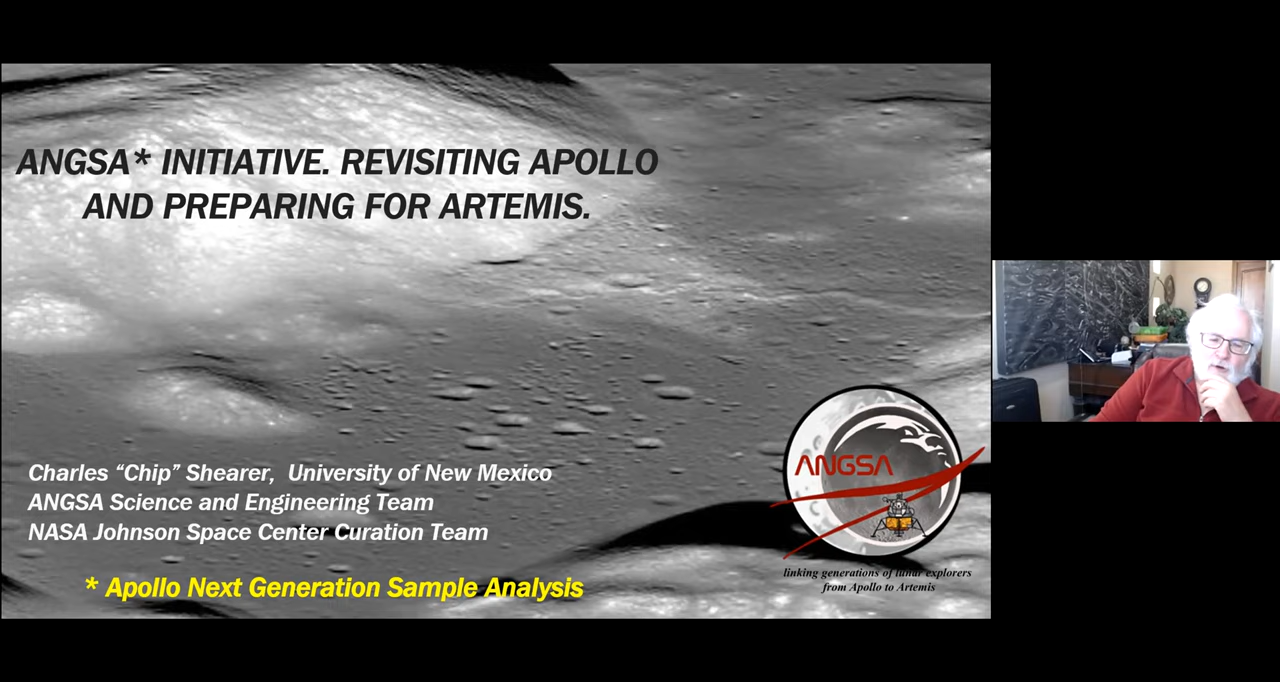 ANGSA* INITIATIVE. REVISITING APOLLO
AND PREPARING FOR ARTEMIS.
Charles “Chip” Shearer, University of New Mexico
ANGSA Science and Engineering Team
NASA Johnson Space Center Curation Team
* Apollo Next Generation Sample Analysis
ANGSA
linking generations of lunar explorers
from Apollo to Artemis